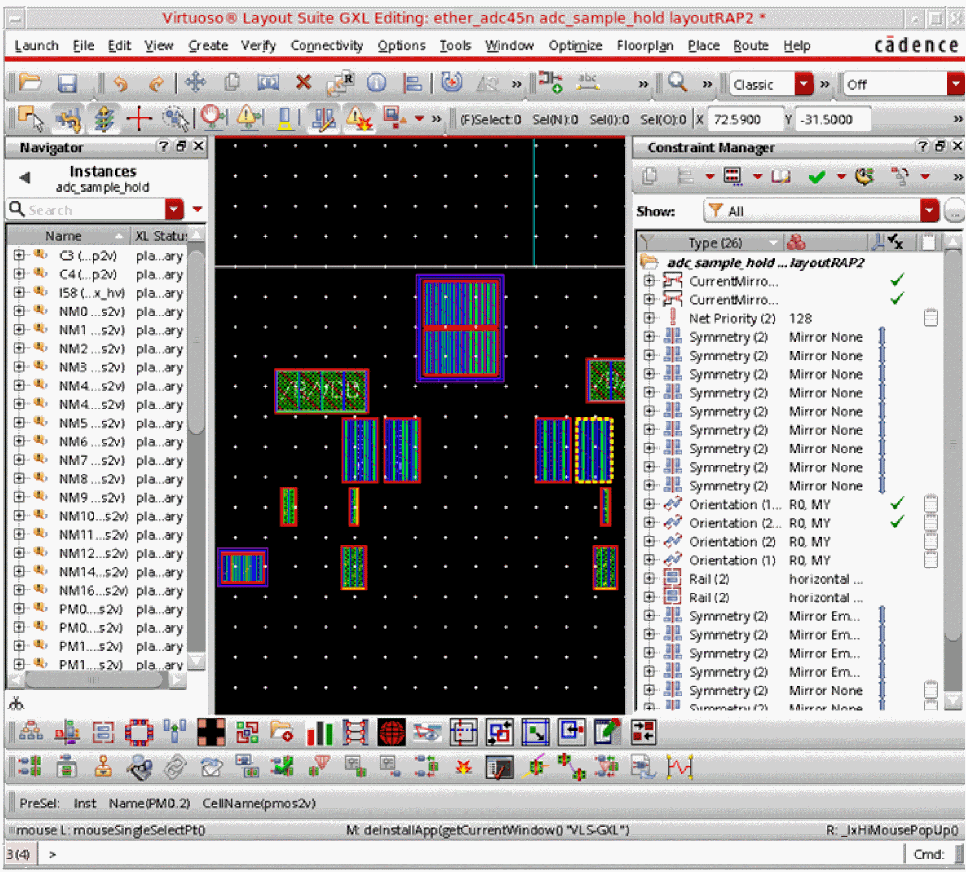 Virtuoso® Layout Suite GXL Editing: ether_adc45n adc_sample_hold layoutRAP2 *
Launch File Edit View Create Verify Connectivity Options Tools Window Optimize Floorplan Place Route Help cādence
» abc » » Classic » Off
» (F)Select:0 Sel(N):0 Sel(I):0 Sel(O):0 X 72.5900 Y -31.5000 »
Navigator ? Constraint Manager ?
Instances
adc_sample_hold
»
Search
Show: All ...
Name XL Statu:
Type (26)
C3 (...p2v) pla...ary
C4 (...p2v) pla...ary
I58 (...x_hv) pla...ary
NM0 ...s2v) pla...ary
NM1 ...s2v) pla...ary
NM2 ...s2v) pla...ary
NM3 ...s2v) pla...ary
NM4...s2v) pla...ary
NM4...s2v) pla...ary
NM5 ...s2v) pla...ary
NM6 ...s2v) pla...ary
NM7 ...s2v) pla...ary
NM8 ...s2v) pla...ary
NM9 ...s2v) pla...ary
NM10...s2v) pla...ary
NM11...s2v) pla...ary
NM12...s2v) pla...ary
NM14...s2v) pla...ary
NM16...s2v) pla...ary
PM0...s2v) pla...ary
PM0....s2v) pla...ary
PM1....s2v) pla...ary
PM1....s2v) pla...ary
adc_sample_hold ...layoutRAP2
CurrentMirro...
CurrentMirro...
Net Priority (2) 128
Symmetry (2) Mirror None
Symmetry (2) Mirror None
Symmetry (2) Mirror None
Symmetry (2) Mirror None
Symmetry (2) Mirror None
Symmetry (2) Mirror None
Symmetry (2) Mirror None
Symmetry (2) Mirror None
Symmetry (2) Mirror None
Orientation (1... R0, MY
Orientation (2... R0, MY
Orientation (2) R0, MY
Orientation (1) R0, MY
Rail (2) horizontal ...
Rail (2) horizontal ...
Symmetry (2) Mirror Em...
Symmetry (2) Mirror Em...
Symmetry (2) Mirror Em...
Symmetry (2) Mirror Em...
Symmetry (2) Mirror None
Symmetry (2) Mirror None
PreSel: Inst Name(PM0.2) CellName(pmos2v)
mouse L: mouseSingleSelectPt() M: deInstallApp(getCurrentWindow() "VLS-GXL") R: _lxHiMousePopUp()
3(4) > Cmd: